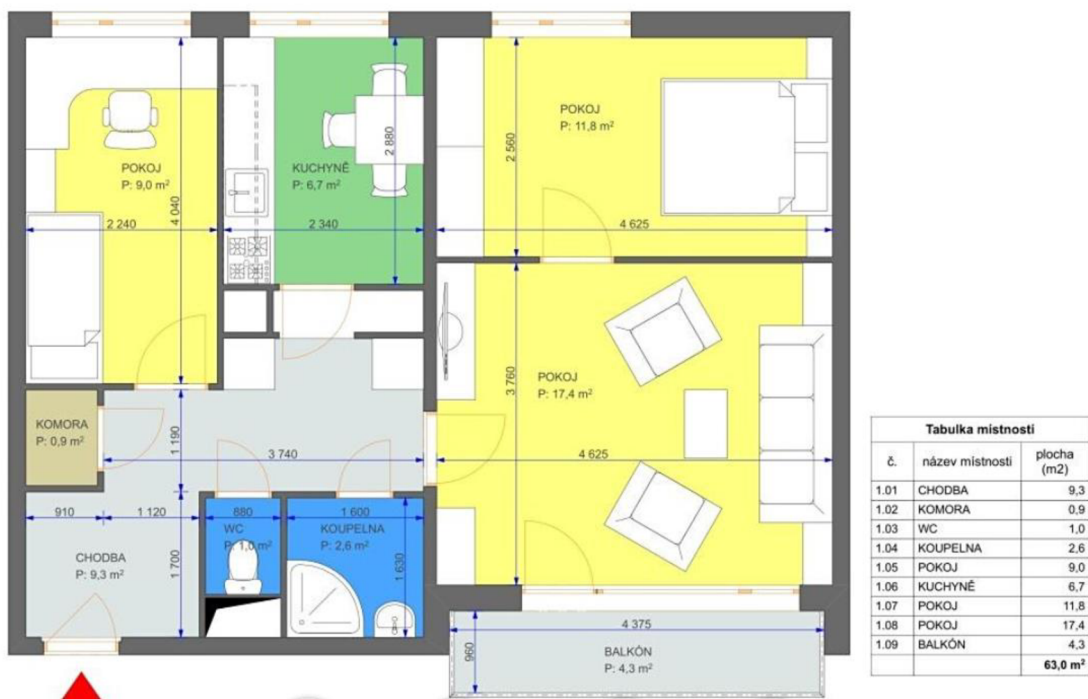 POKOJ
P: 9,0 m²
2 240
4 040
KUCHYNĚ
P: 6,7 m²
2 340
2 880
POKOJ
P: 11,8 m²
2 560
4 625
KOMORA
P: 0,9 m²
1 190
3 740
POKOJ
P: 17,4 m²
3 760
4 625
910
1 120
CHODBA
P: 9,3 m²
1 700
880
WC
P: 1,0 m²
1 600
KOUPELNA
P: 2,6 m²
1 630
4 375
960
BALKÓN
P: 4,3 m²
Tabulka místností
č. název místnosti plocha (m2)
1.01 CHODBA 9,3
1.02 KOMORA 0,9
1.03 WC 1,0
1.04 KOUPELNA 2,6
1.05 POKOJ 9,0
1.06 KUCHYNĚ 6,7
1.07 POKOJ 11,8
1.08 POKOJ 17,4
1.09 BALKÓN 4,3
63,0 m²